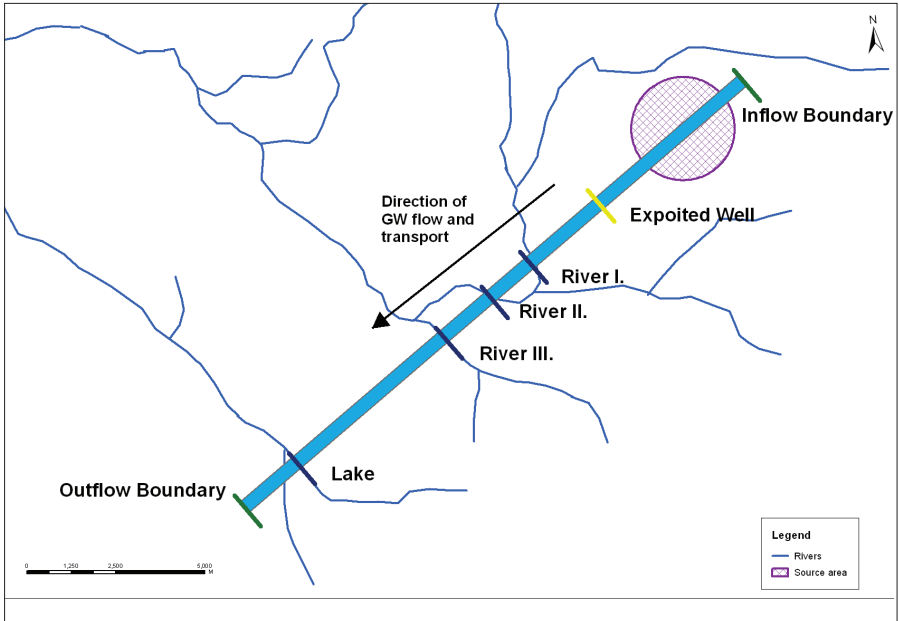 N
Inflow Boundary
Direction of
GW flow and
transport
Expoited Well
River I.
River II.
River III.
Lake
Outflow Boundary
Legend
Rivers
Source area
0 1,250 2,500 5,000
M